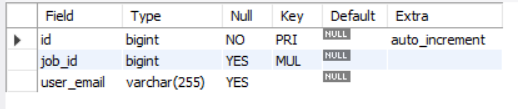 Field Type Null Key Default Extra
id bigint NO PRI NULL auto_increment
job_id bigint YES MUL NULL
user_email varchar(255) YES NULL